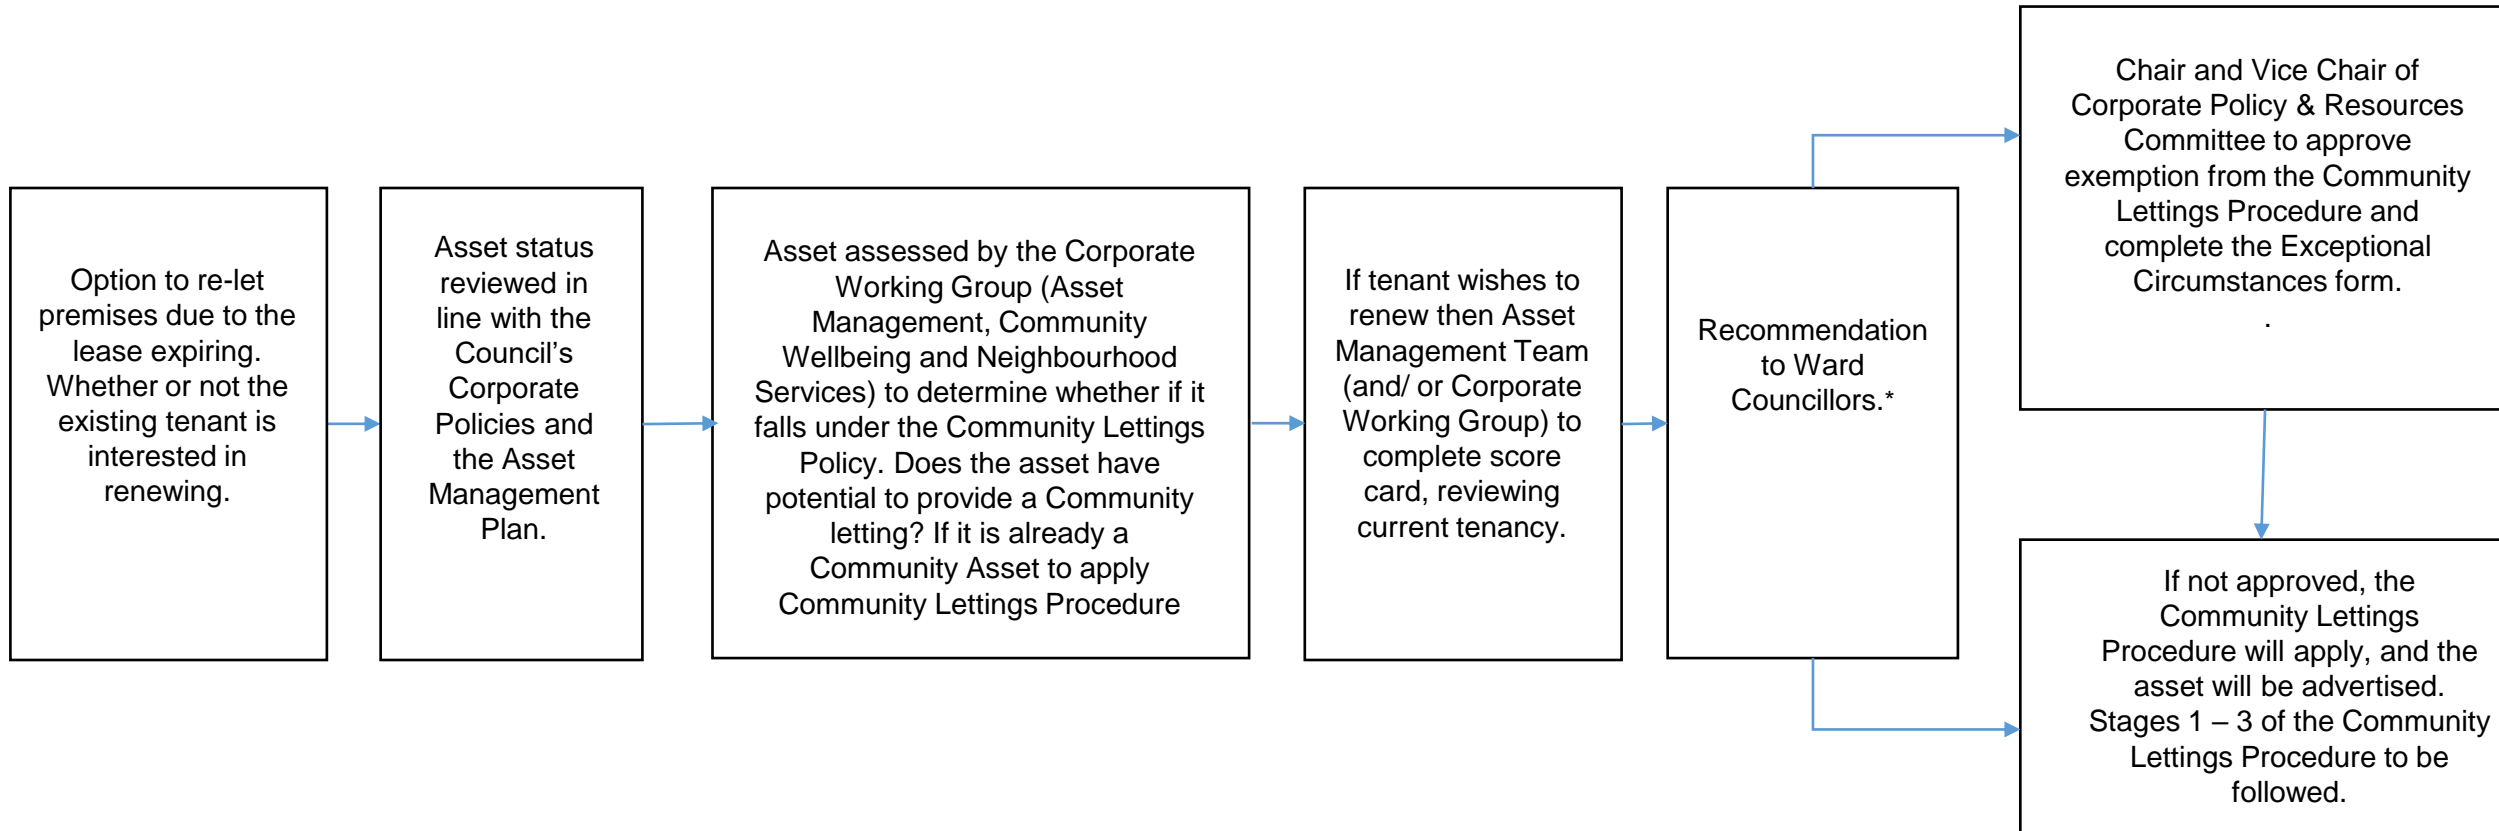 Option to re-let
premises due to the
lease expiring.
Whether or not the
existing tenant is
interested in
renewing.
Asset status
reviewed in
line with the
Council’s
Corporate
Policies and
the Asset
Management
Plan.
Asset assessed by the Corporate
Working Group (Asset
Management, Community
Wellbeing and Neighbourhood
Services) to determine whether if it
falls under the Community Lettings
Policy. Does the asset have
potential to provide a Community
letting? If it is already a
Community Asset to apply
Community Lettings Procedure
If tenant wishes to
renew then Asset
Management Team
(and/ or Corporate
Working Group) to
complete score
card, reviewing
current tenancy.
Recommendation
to Ward
Councillors.*
Chair and Vice Chair of
Corporate Policy & Resources
Committee to approve
exemption from the Community
Lettings Procedure and
complete the Exceptional
Circumstances form.
.
If not approved, the
Community Lettings
Procedure will apply, and the
asset will be advertised.
Stages 1 – 3 of the Community
Lettings Procedure to be
followed.